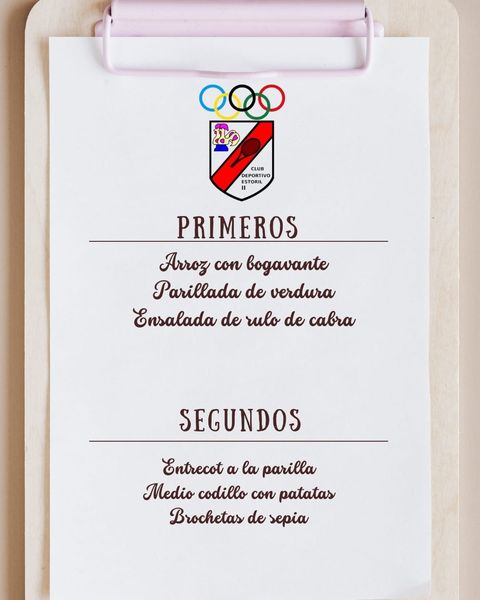 CLUB
DEPORTIVO
ESTORIL
II
PRIMEROS
Arroz con bogavante
Parillada de verdura
Ensalada de rulo de cabra
SEGUNDOS
Entrecot a la parilla
Medio codillo con patatas
Brochetas de sepia